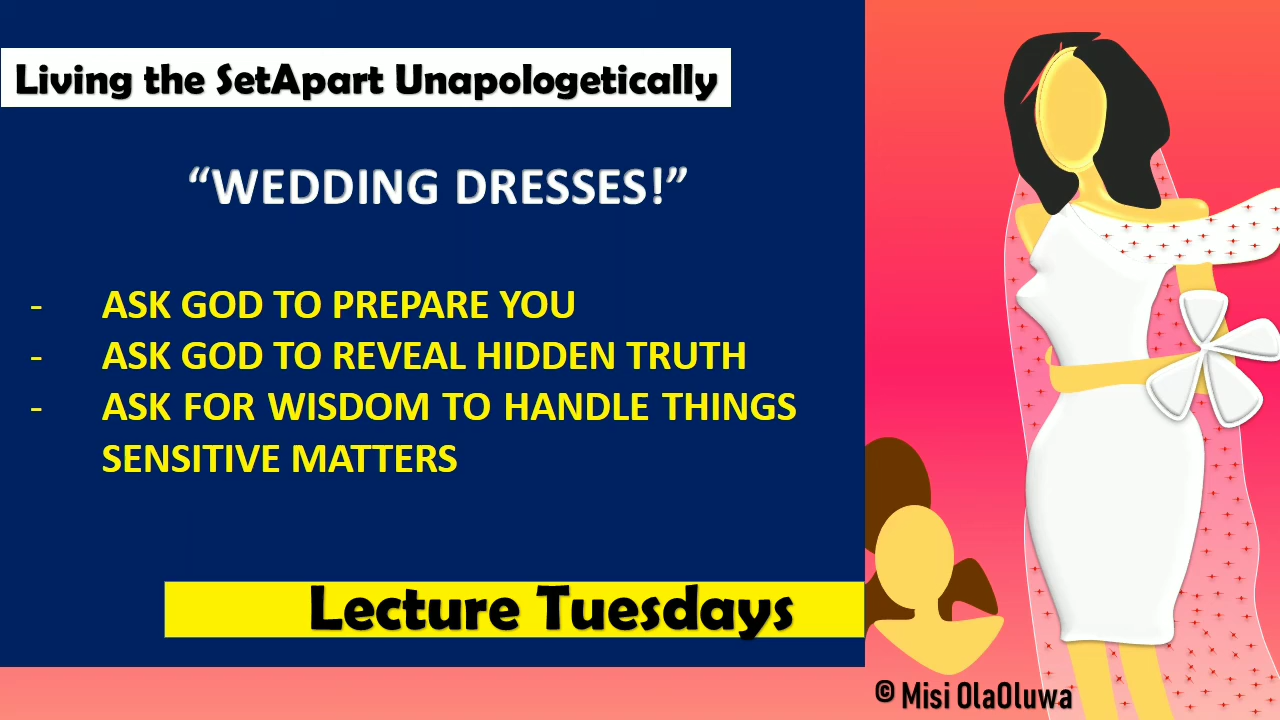 Living the SetApart Unapologetically
“WEDDING DRESSES!”
- ASK GOD TO PREPARE YOU
- ASK GOD TO REVEAL HIDDEN TRUTH
- ASK FOR WISDOM TO HANDLE THINGS
SENSITIVE MATTERS
Lecture Tuesdays
© Misi OlaOluwa